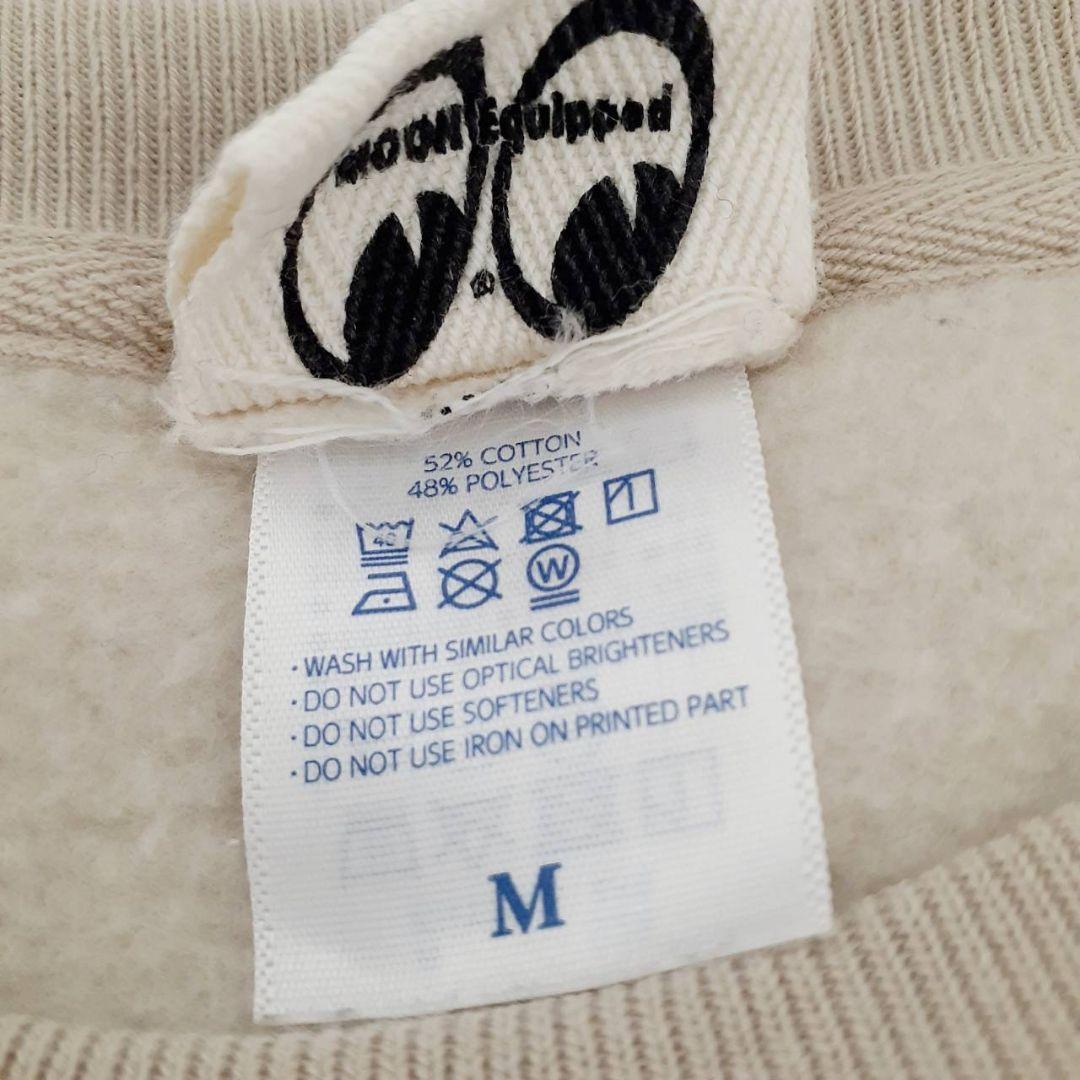 MOON Equipped
®
52% COTTON
48% POLYESTER
40
W
· WASH WITH SIMILAR COLORS
· DO NOT USE OPTICAL BRIGHTENERS
· DO NOT USE SOFTENERS
· DO NOT USE IRON ON PRINTED PART
M